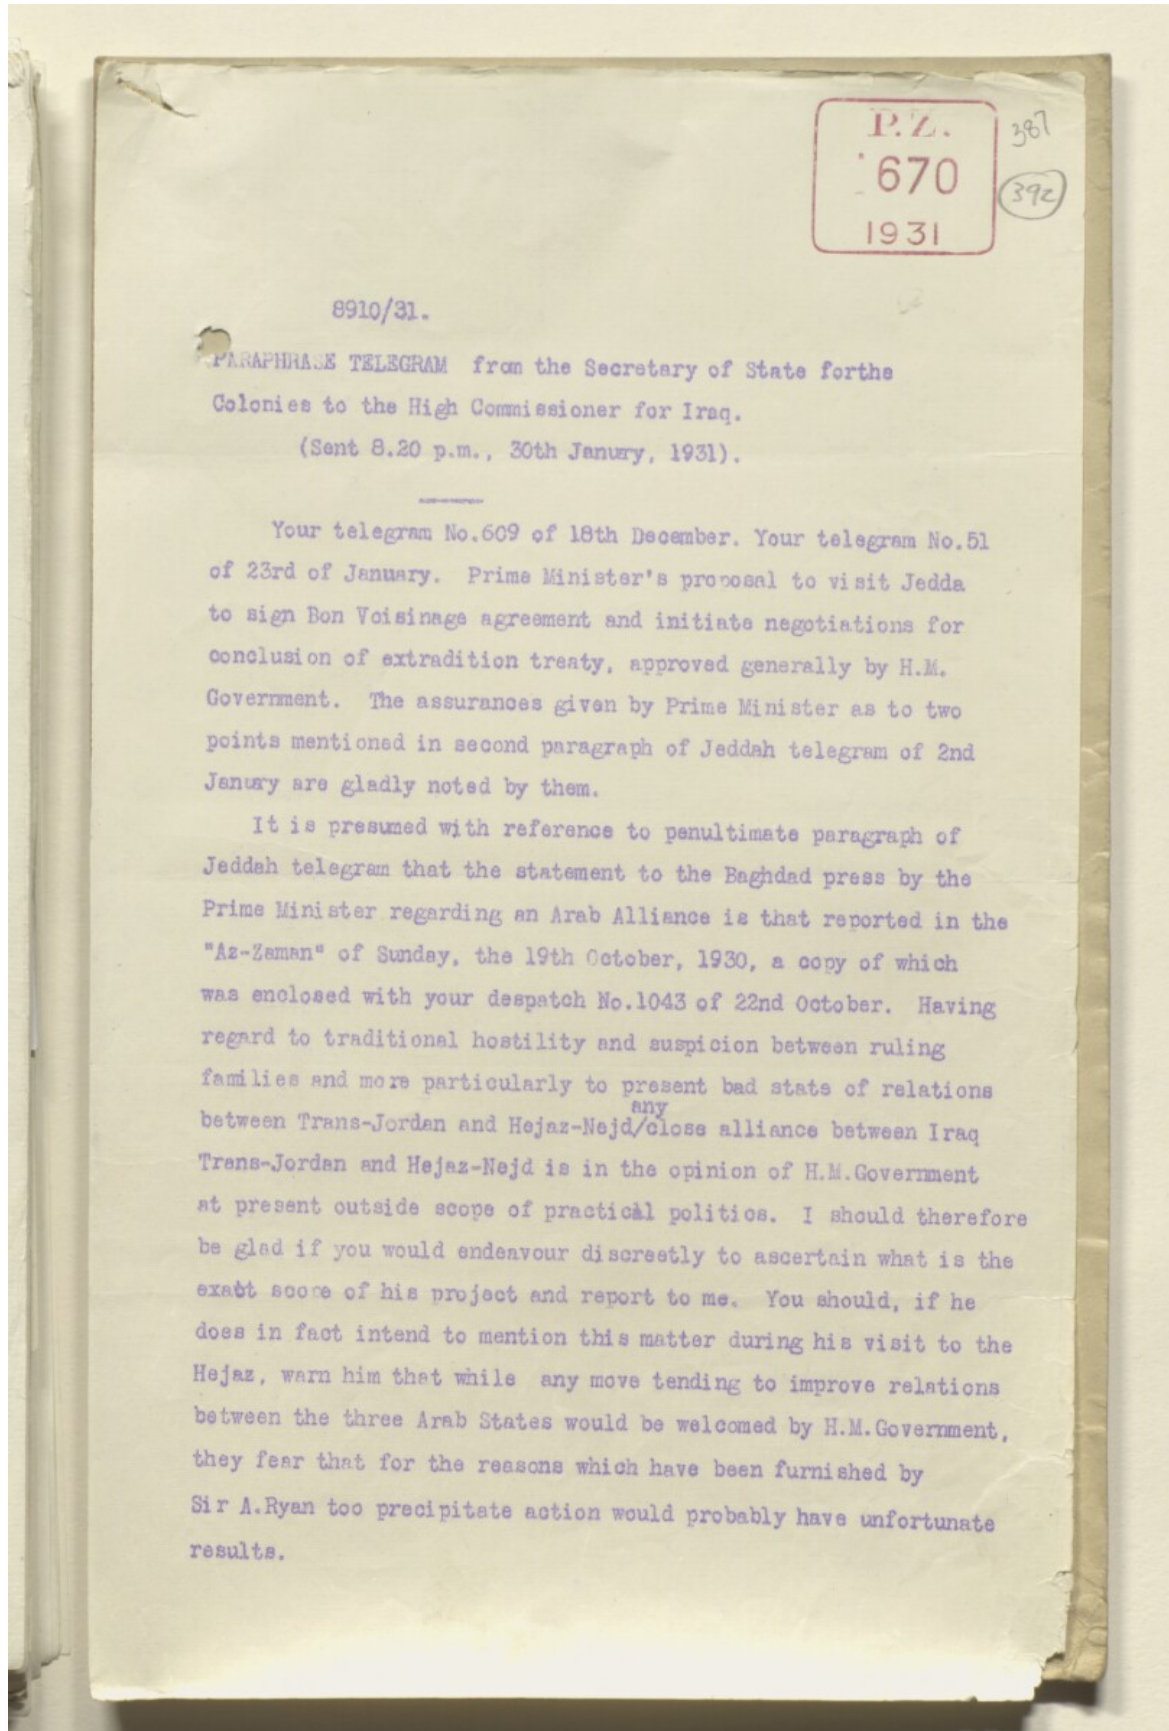 P.Z.
670
1931
387
392
8910/31.
PARAPHRASE TELEGRAM from the Secretary of State forthe
Colonies to the High Commissioner for Iraq.
(Sent 8.20 p.m., 30th Janury, 1931).
Your telegram No.609 of 18th December. Your telegram No.51
of 23rd of January. Prime Minister's proposal to visit Jedda
to sign Bon Voisinage agreement and initiate negotiations for
conclusion of extradition treaty, approved generally by H.M.
Government. The assurances given by Prime Minister as to two
points mentioned in second paragraph of Jeddah telegram of 2nd
Janury are gladly noted by them.
It is presumed with reference to penultimate paragraph of
Jeddah telegram that the statement to the Baghdad press by the
Prime Minister regarding an Arab Alliance is that reported in the
"Az-Zaman" of Sunday, the 19th October, 1930, a copy of which
was enclosed with your despatch No.1043 of 22nd October. Having
regard to traditional hostility and suspicion between ruling
families and more particularly to present bad state of relations
any
between Trans-Jordan and Hejaz-Nejd/close alliance between Iraq
Trans-Jordan and Hejaz-Nejd is in the opinion of H.M.Government
at present outside scope of practical politics. I should therefore
be glad if you would endeavour discreetly to ascertain what is the
exact scope of his project and report to me. You should, if he
does in fact intend to mention this matter during his visit to the
Hejaz, warn him that while any move tending to improve relations
between the three Arab States would be welcomed by H.M.Government,
they fear that for the reasons which have been furnished by
Sir A.Ryan too precipitate action would probably have unfortunate
results.